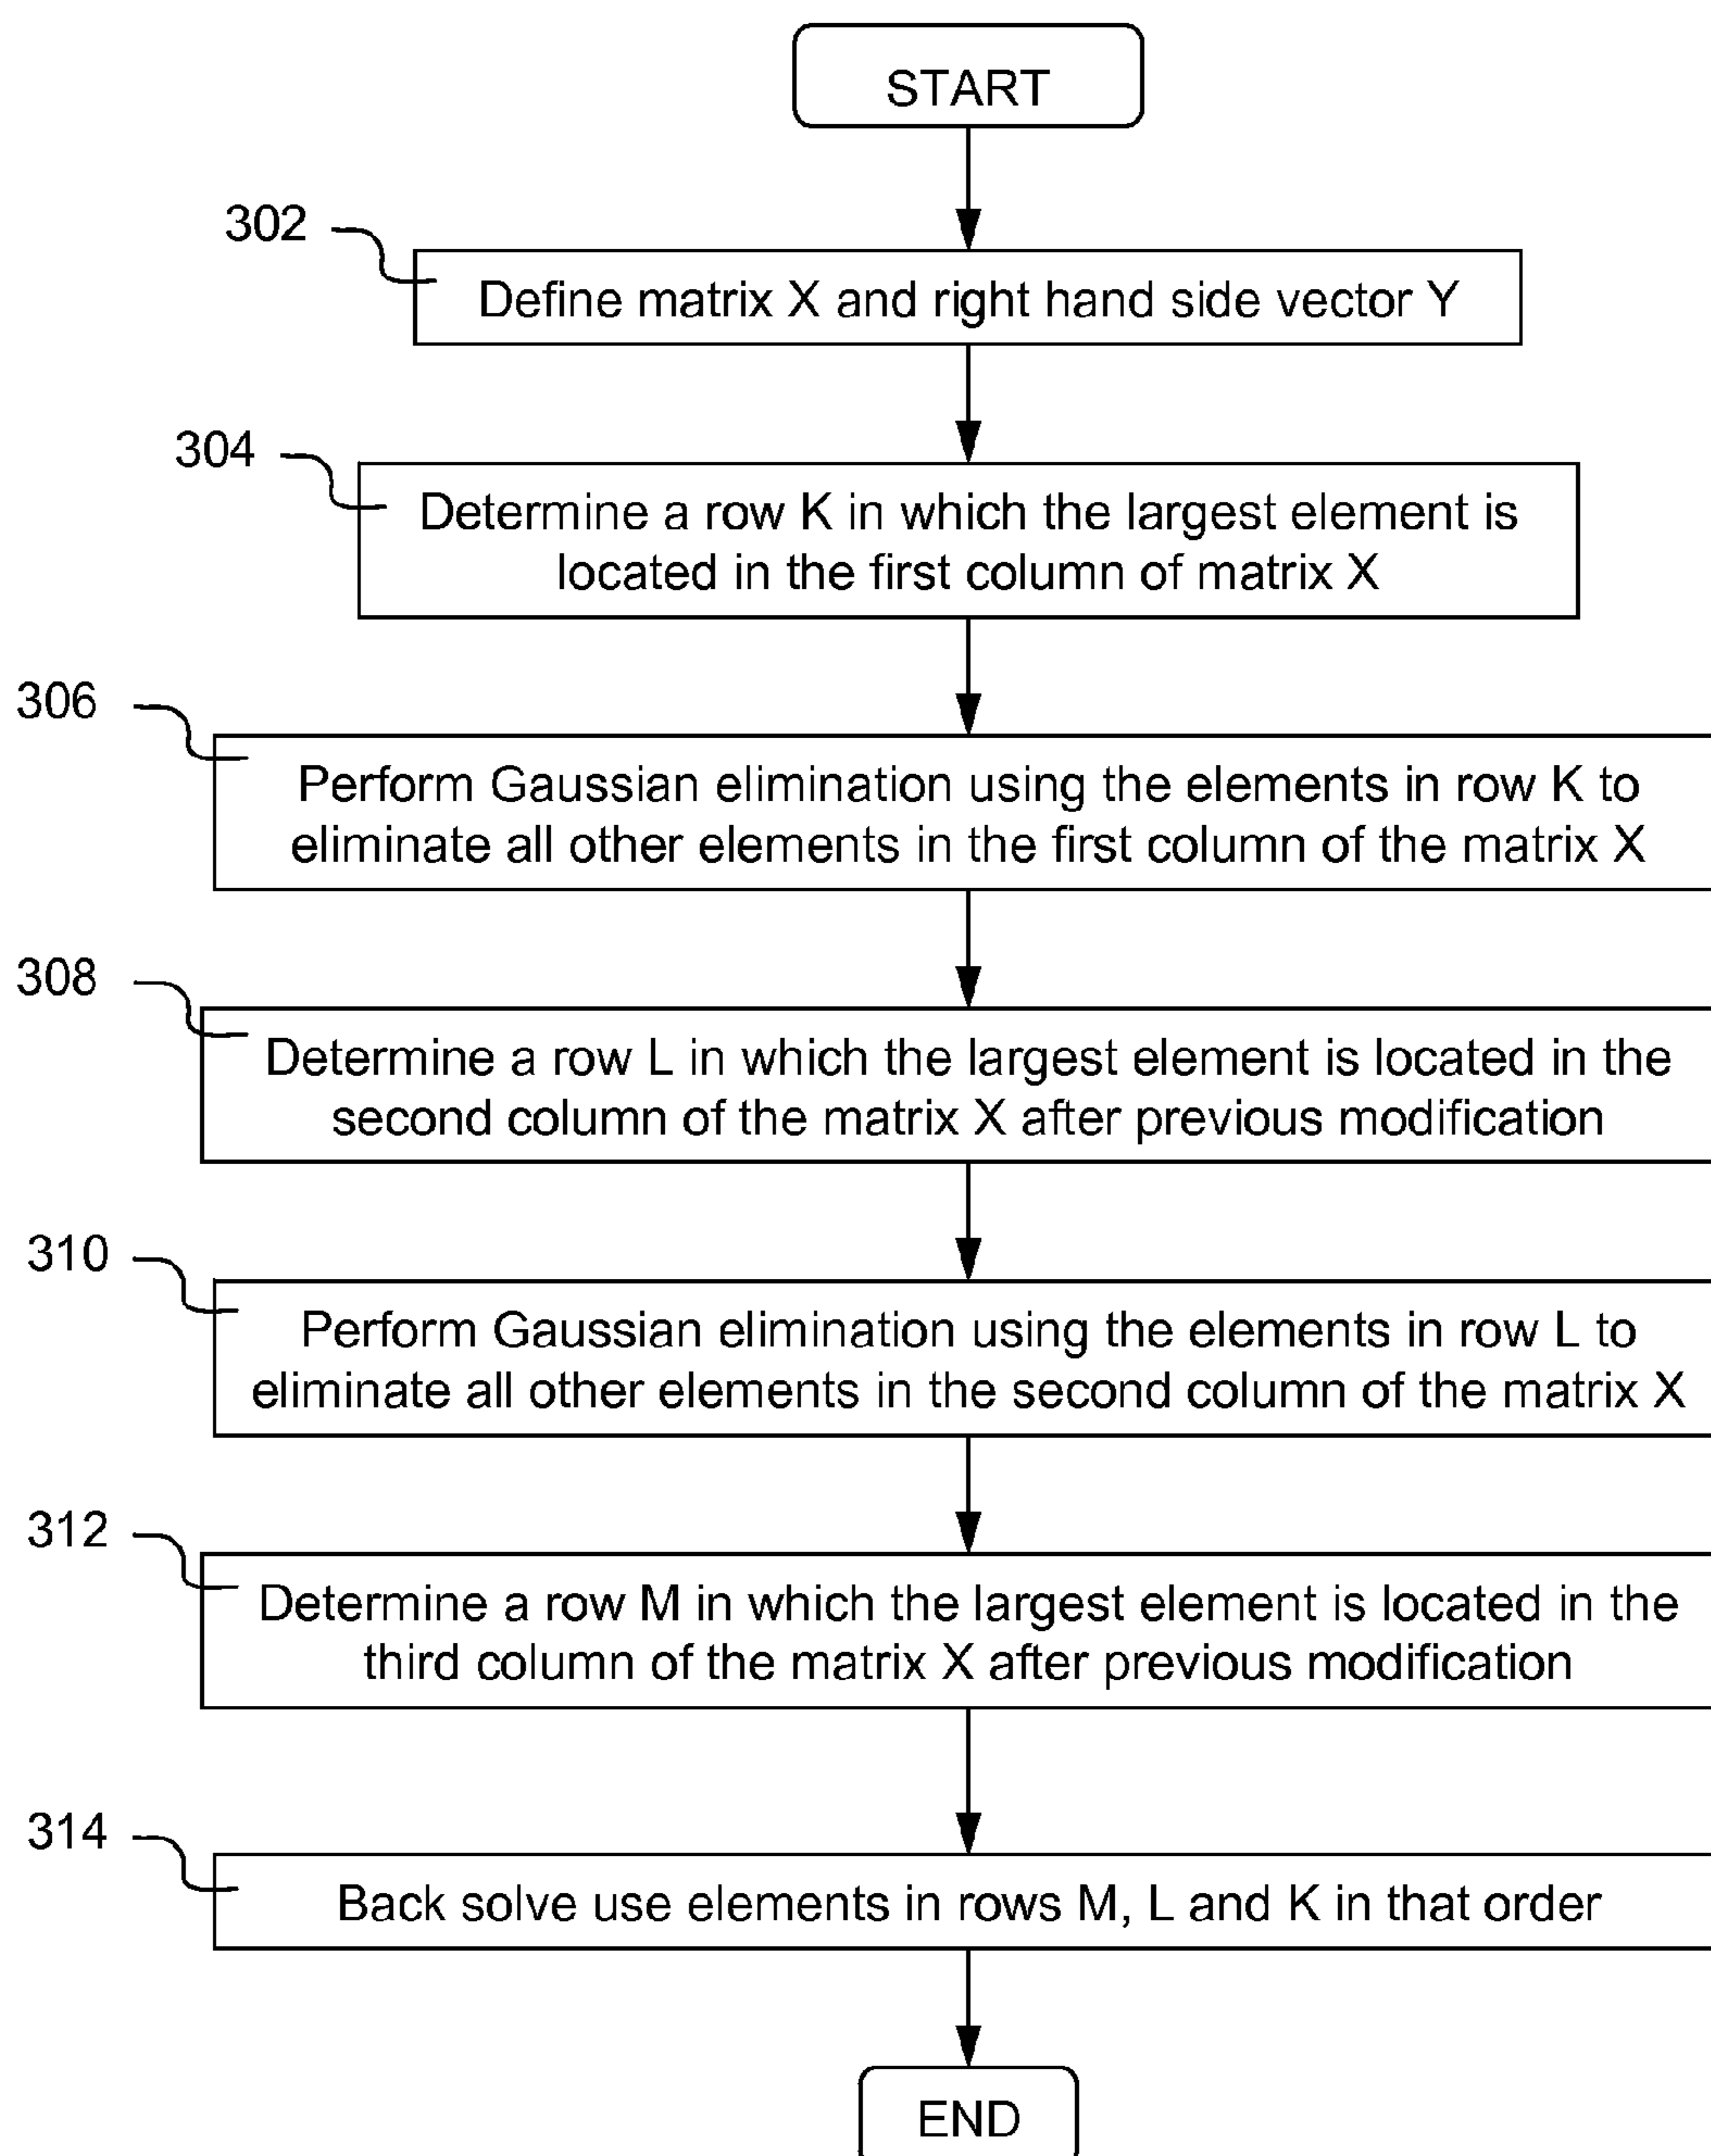 START
302
Define matrix X and right hand side vector Y
304
Determine a row K in which the largest element is
located in the first column of matrix X
306
Perform Gaussian elimination using the elements in row K to
eliminate all other elements in the first column of the matrix X
308
Determine a row L in which the largest element is located in the
second column of the matrix X after previous modification
310
Perform Gaussian elimination using the elements in row L to
eliminate all other elements in the second column of the matrix X
312
Determine a row M in which the largest element is located in the
third column of the matrix X after previous modification
314
Back solve use elements in rows M, L and K in that order
END